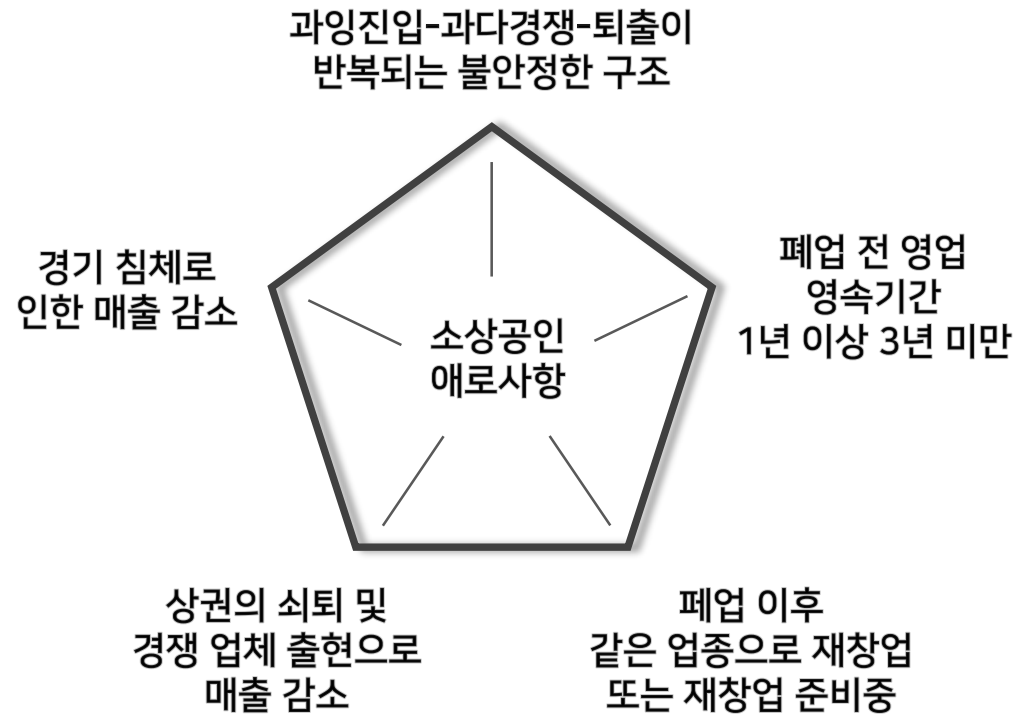 과잉진입-과다경쟁-퇴출이
반복되는 불안정한 구조
경기 침체로
인한 매출 감소
폐업 전 영업
영속기간
1년 이상 3년 미만
소상공인
애로사항
상권의 쇠퇴 및
경쟁 업체 출현으로
매출 감소
페업 이후
같은 업종으로 재창업
또는 재창업 준비중